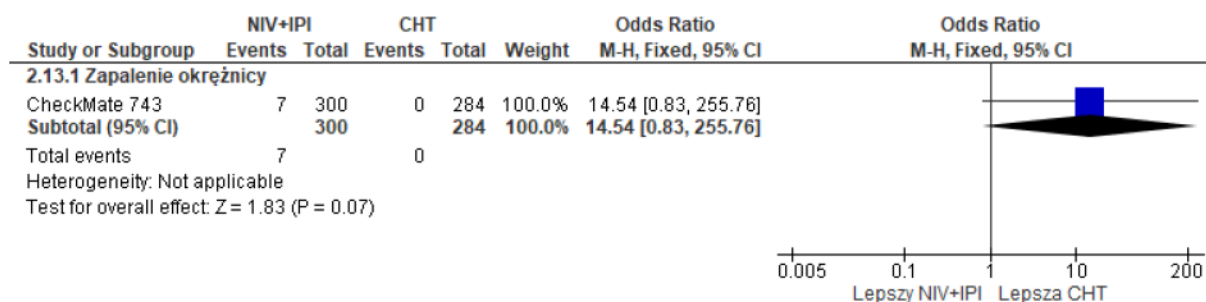 NIV+IPI CHT Odds Ratio Odds Ratio
Study or Subgroup Events Total Events Total Weight M-H, Fixed, 95% CI M-H, Fixed, 95% CI
2.13.1 Zapalenie okrężnicy
CheckMate 743 7 300 0 284 100.0% 14.54 [0.83, 255.76]
Subtotal (95% CI) 300 284 100.0% 14.54 [0.83, 255.76]
Total events 7 0
Heterogeneity: Not applicable
Test for overall effect: Z = 1.83 (P = 0.07)
0.005 0.1 1 10 200
Lepszy NIV+IPI Lepsza CHT